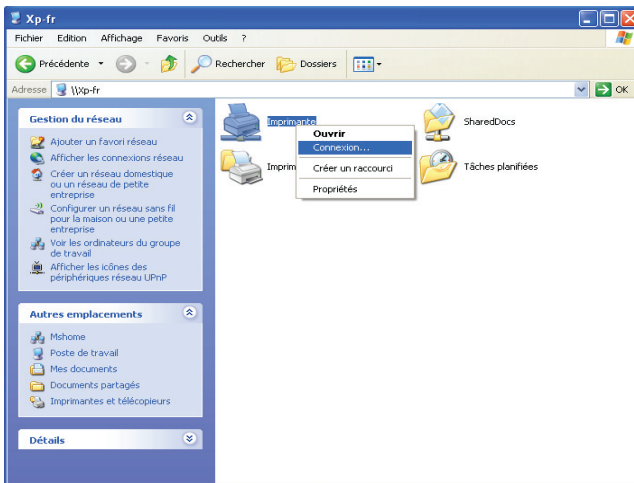 Xp-fr
Fichier Edition Affichage Favoris Outils ?
Précédente Rechercher Dossiers
Adresse \\Xp-fr OK
Gestion du réseau
Ajouter un favori réseau
Afficher les connexions réseau
Créer un réseau domestique
ou un réseau de petite
entreprise
Configurer un réseau sans fil
pour la maison ou une petite
entreprise
Voir les ordinateurs du groupe
de travail
Afficher les icônes des
périphériques réseau UPnP
Autres emplacements
Mshome
Poste de travail
Mes documents
Documents partagés
Imprimantes et télécopieurs
Détails
Imprimante
Ouvrir
Connexion...
Créer un raccourci
Propriétés
SharedDocs
Tâches planifiées